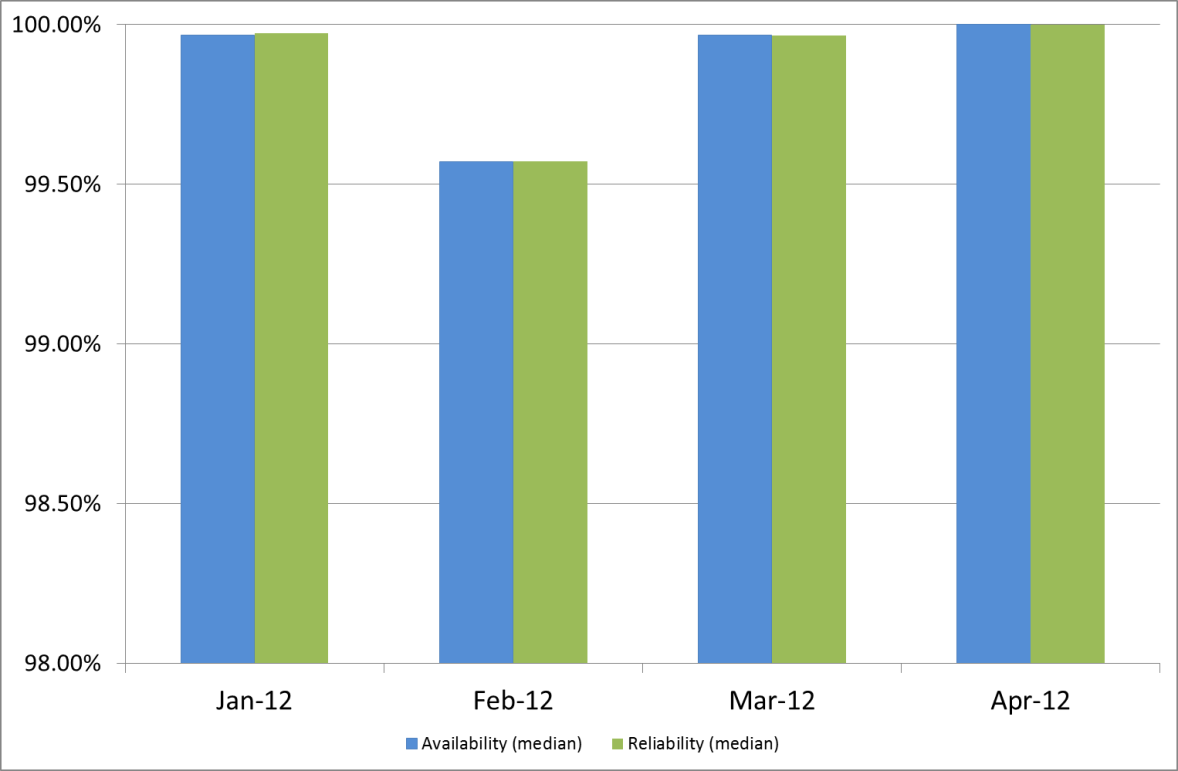 100.00%
99.50%
99.00%
98.50%
98.00%
Jan-12 Feb-12 Mar-12 Apr-12
Availability (median) Reliability (median)